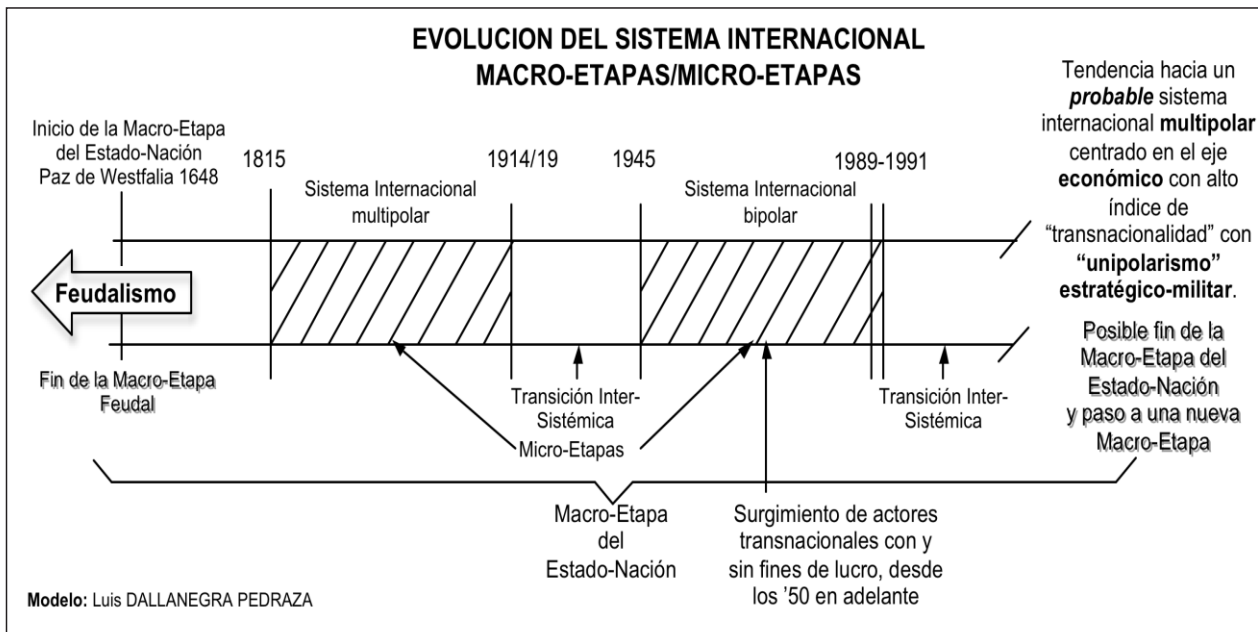 EVOLUCION DEL SISTEMA INTERNACIONAL
MACRO-ETAPAS/MICRO-ETAPAS
Inicio de la Macro-Etapa
del Estado-Nación
Paz de Westfalia 1648
1815
1914/19
1945
1989-1991
Sistema Internacional
multipolar
Sistema Internacional
bipolar
Tendencia hacia un
probable sistema
internacional multipolar
centrado en el eje
económico con alto
índice de
“transnacionalidad” con
“unipolarismo”
estratégico-militar.
Feudalismo
Fin de la Macro-Etapa
Feudal
Transición Inter-
Sistémica
Micro-Etapas
Transición Inter-
Sistémica
Posible fin de la
Macro-Etapa del
Estado-Nación
y paso a una nueva
Macro-Etapa
Macro-Etapa
del
Estado-Nación
Surgimiento de actores
transnacionales con y
sin fines de lucro, desde
los ’50 en adelante
Modelo: Luis DALLANEGRA PEDRAZA